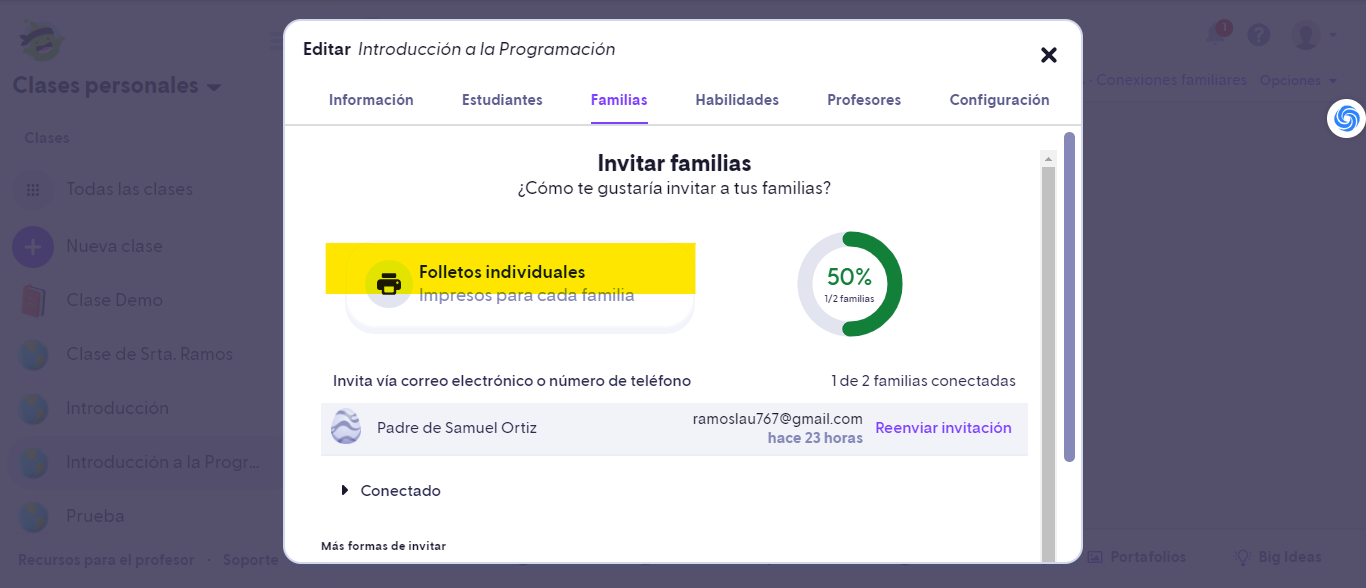 Editar Introducción a la Programación
1
Clases personales
Conexiones familiares Opciones
Información Estudiantes Familias Habilidades Profesores Configuración
Clases
Todas las clases
Nueva clase
Clase Demo
Clase de Srta. Ramos
Introducción
Introducción a la Progr...
Prueba
Recursos para el profesor · Soporte
Invitar familias
¿Cómo te gustaría invitar a tus familias?
Folletos individuales
Impresos para cada familia
50%
1/2 familias
Invita vía correo electrónico o número de teléfono
1 de 2 familias conectadas
Padre de Samuel Ortiz
ramoslau767@gmail.com
hace 23 horas
Reenviar invitación
Conectado
Más formas de invitar
Portafolios
Big Ideas